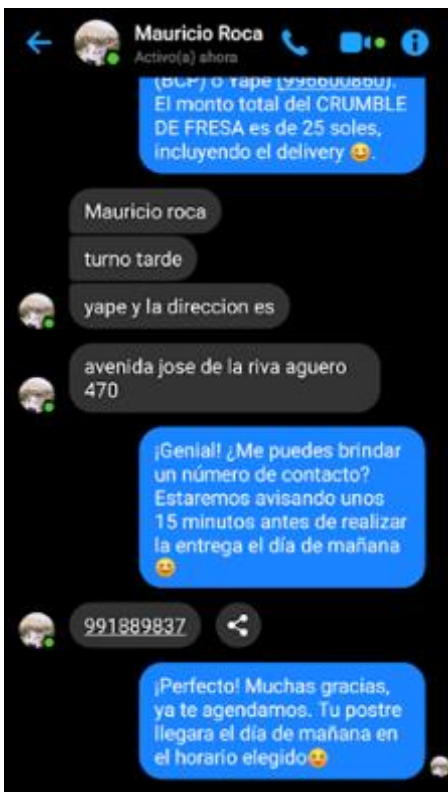 Mauricio Roca
Activo(a) ahora
(BCP) o Yape (996600860).
El monto total del CRUMBLE
DE FRESA es de 25 soles,
incluyendo el delivery 😄.
Mauricio roca
turno tarde
yape y la direccion es
avenida jose de la riva aguero
470
¡Genial! ¿Me puedes brindar
un número de contacto?
Estaremos avisando unos
15 minutos antes de realizar
la entrega el día de mañana
😄
991889837
¡Perfecto! Muchas gracias,
ya te agendamos. Tu postre
llegara el día de mañana en
el horario elegido😉